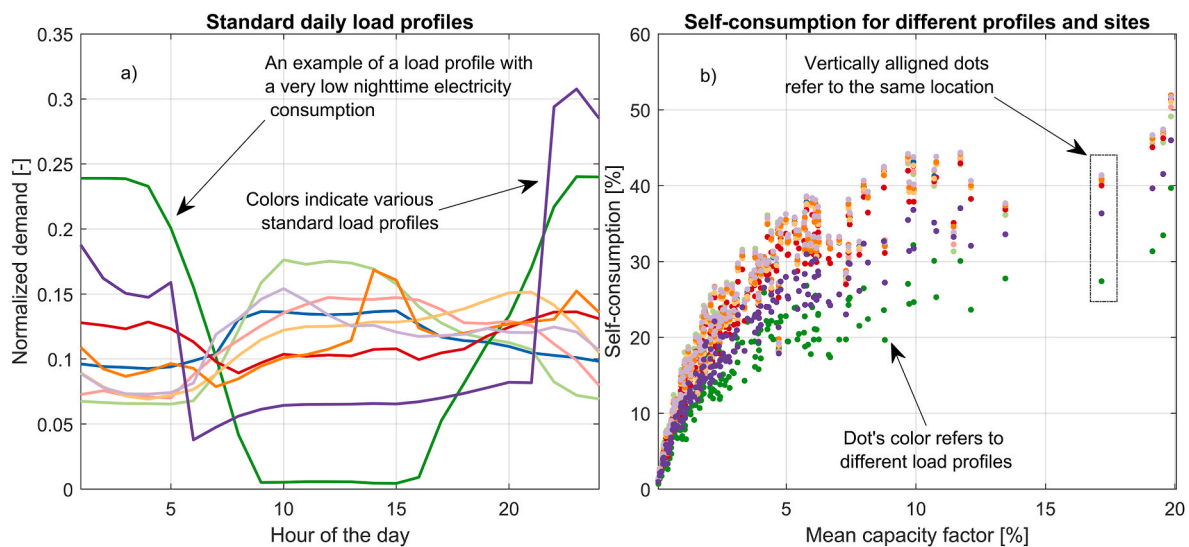 Standard daily load profiles
0.35
0.3
0.25
0.2
0.15
0.1
0.05
0
Normalized demand [-]
a)
An example of a load profile with
a very low nighttime electricity
consumption
Colors indicate various
standard load profiles
5
10
15
20
Hour of the day
Self-consumption for different profiles and sites
60
50
40
30
20
10
0
Self-consumption [%]
b)
Vertically alligned dots
refer to the same location
Dot's color refers to
different load profiles
5
10
15
20
Mean capacity factor [%]